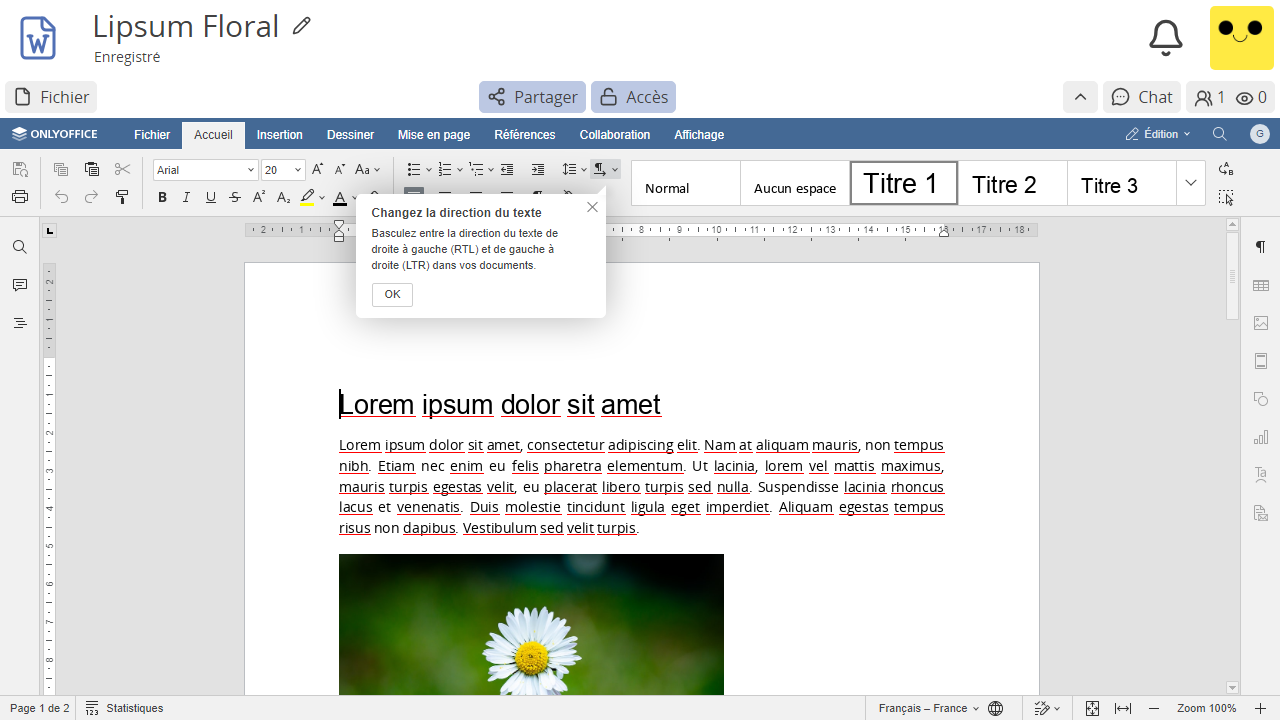 Lipsum Floral
Enregistré
Fichier
Partager
Accès
Chat
1
0
ONLYOFFICE
Fichier
Accueil
Insertion
Dessiner
Mise en page
Références
Collaboration
Affichage
Édition
G
Arial
20
Normal
Aucun espace
Titre 1
Titre 2
Titre 3
Changez la direction du texte
Basculez entre la direction du texte de
droite à gauche (RTL) et de gauche à
droite (LTR) dans vos documents.
OK
Lorem ipsum dolor sit amet
Lorem ipsum dolor sit amet, consectetur adipiscing elit. Nam at aliquam mauris, non tempus
nibh. Etiam nec enim eu felis pharetra elementum. Ut lacinia, lorem vel mattis maximus,
mauris turpis egestas velit, eu placerat libero turpis sed nulla. Suspendisse lacinia rhoncus
lacus et venenatis. Duis molestie tincidunt ligula eget imperdiet. Aliquam egestas tempus
risus non dapibus. Vestibulum sed velit turpis.
Page 1 de 2
Statistiques
Français – France
Zoom 100%